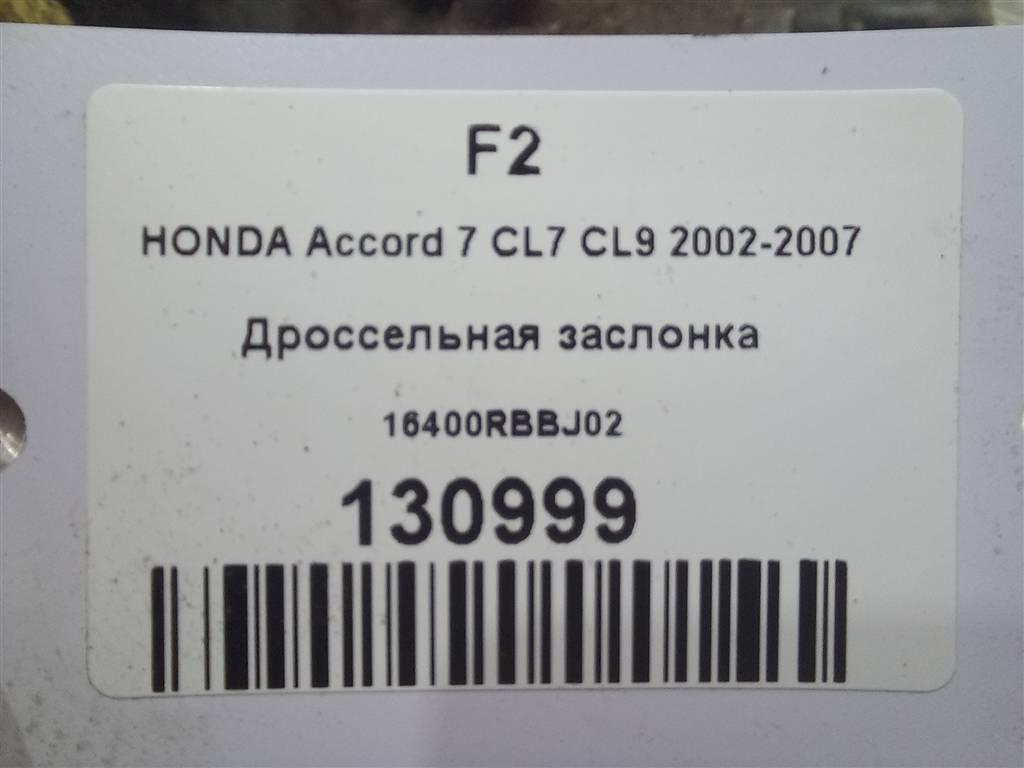 F2
HONDA Accord 7 CL7 CL9 2002-2007
Дроссельная заслонка
16400RBBJ02
130999